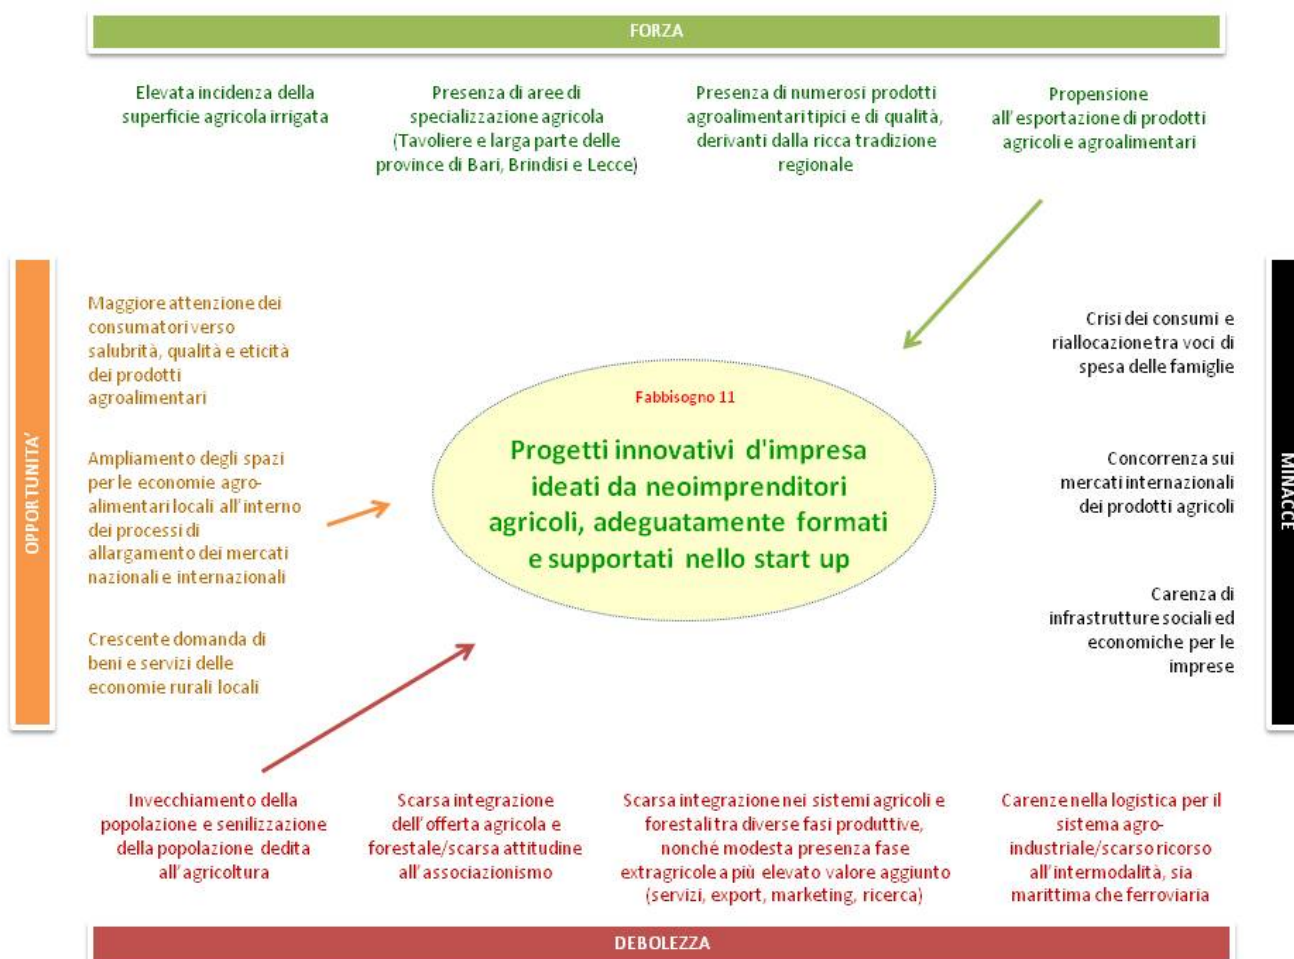 FORZA
Elevata incidenza della
superficie agricola irrigata
Presenza di aree di
specializzazione agricola
(Tavoliere e larga parte delle
province di Bari, Brindisi e Lecce)
Presenza di numerosi prodotti
agroalimentari tipici e di qualità,
derivanti dalla ricca tradizione
regionale
Propensione
all'esportazione di prodotti
agricoli e agroalimentari
OPPORTUNITA'
Maggiore attenzione dei
consumatori verso
salubrità, qualità e eticità
dei prodotti
agroalimentari
Ampliamento degli spazi
per le economie agro-
alimentari locali all'interno
dei processi di
allargamento dei mercati
nazionali e internazionali
Crescente domanda di
beni e servizi delle
economie rurali locali
Fabbisogno 11
Progetti innovativi d'impresa
ideati da neoimprenditori
agricoli, adeguatamente formati
e supportati nello start up
Crisi dei consumi e
riallocazione tra voci di
spesa delle famiglie
Concorrenza sui
mercati internazionali
dei prodotti agricoli
Carenza di
infrastrutture sociali ed
economiche per le
imprese
MINACCE
Invecchiamento della
popolazione e senilizzazione
della popolazione dedita
all'agricoltura
Scarsa integrazione
dell'offerta agricola e
forestale/scarsa attitudine
all'associazionismo
Scarsa integrazione nei sistemi agricoli e
forestali tra diverse fasi produttive,
nonché modesta presenza fase
extragricole a più elevato valore aggiunto
(servizi, export, marketing, ricerca)
Carenze nella logistica per il
sistema agro-
industriale/scarso ricorso
all'intermodalità, sia
marittima che ferroviaria
DEBOLEZZA